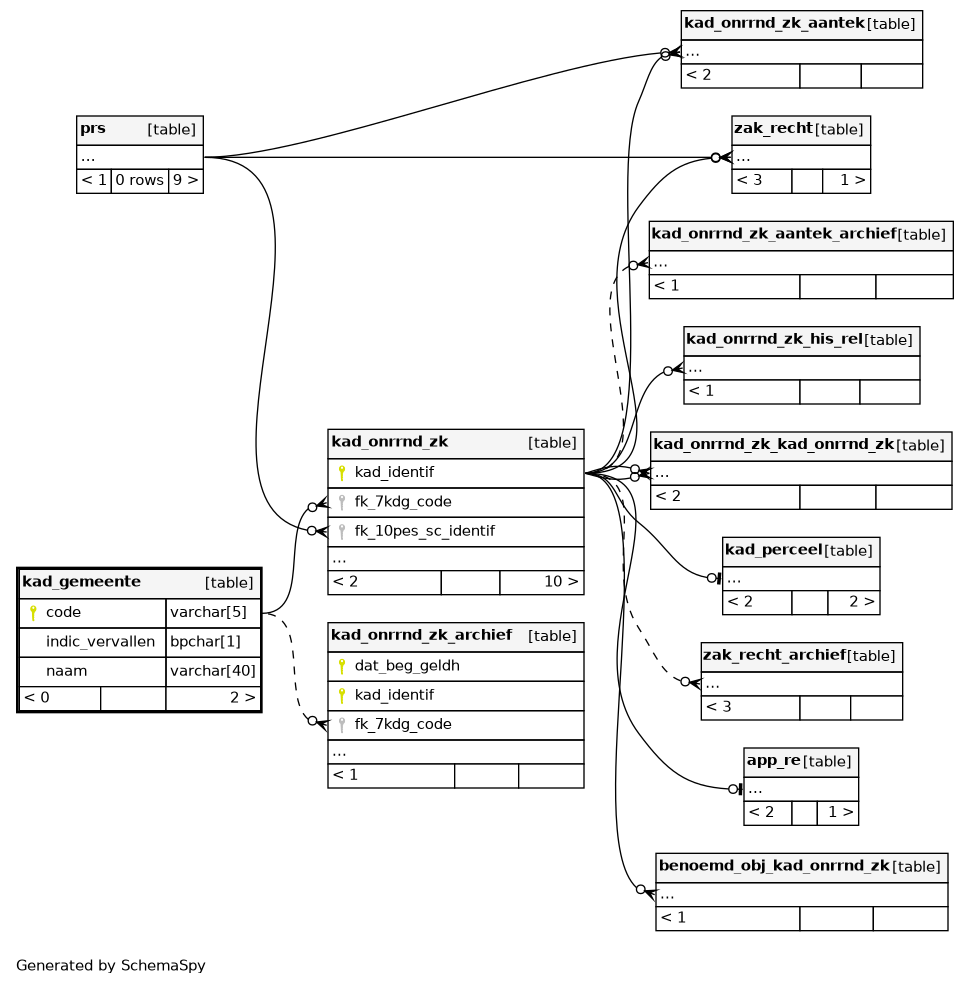 kad_onrrnd_zk_aantek [table]
...
< 2
prs [table]
...
< 1 0 rows 9 >
zak_recht [table]
...
< 3 1 >
kad_onrrnd_zk_aantek_archief [table]
...
< 1
kad_onrrnd_zk_his_rel [table]
...
< 1
kad_onrrnd_zk [table]
kad_identif
fk_7kdg_code
fk_10pes_sc_identif
...
< 2 10 >
kad_onrrnd_zk_kad_onrrnd_zk [table]
...
< 2
kad_perceel [table]
...
< 2 2 >
kad_gemeente [table]
code varchar[5]
indic_vervallen bpchar[1]
naam varchar[40]
< 0 2 >
kad_onrrnd_zk_archief [table]
dat_beg_geldh
kad_identif
fk_7kdg_code
...
< 1
zak_recht_archief [table]
...
< 3
app_re [table]
...
< 2 1 >
benoemd_obj_kad_onrrnd_zk [table]
...
< 1
Generated by SchemaSpy